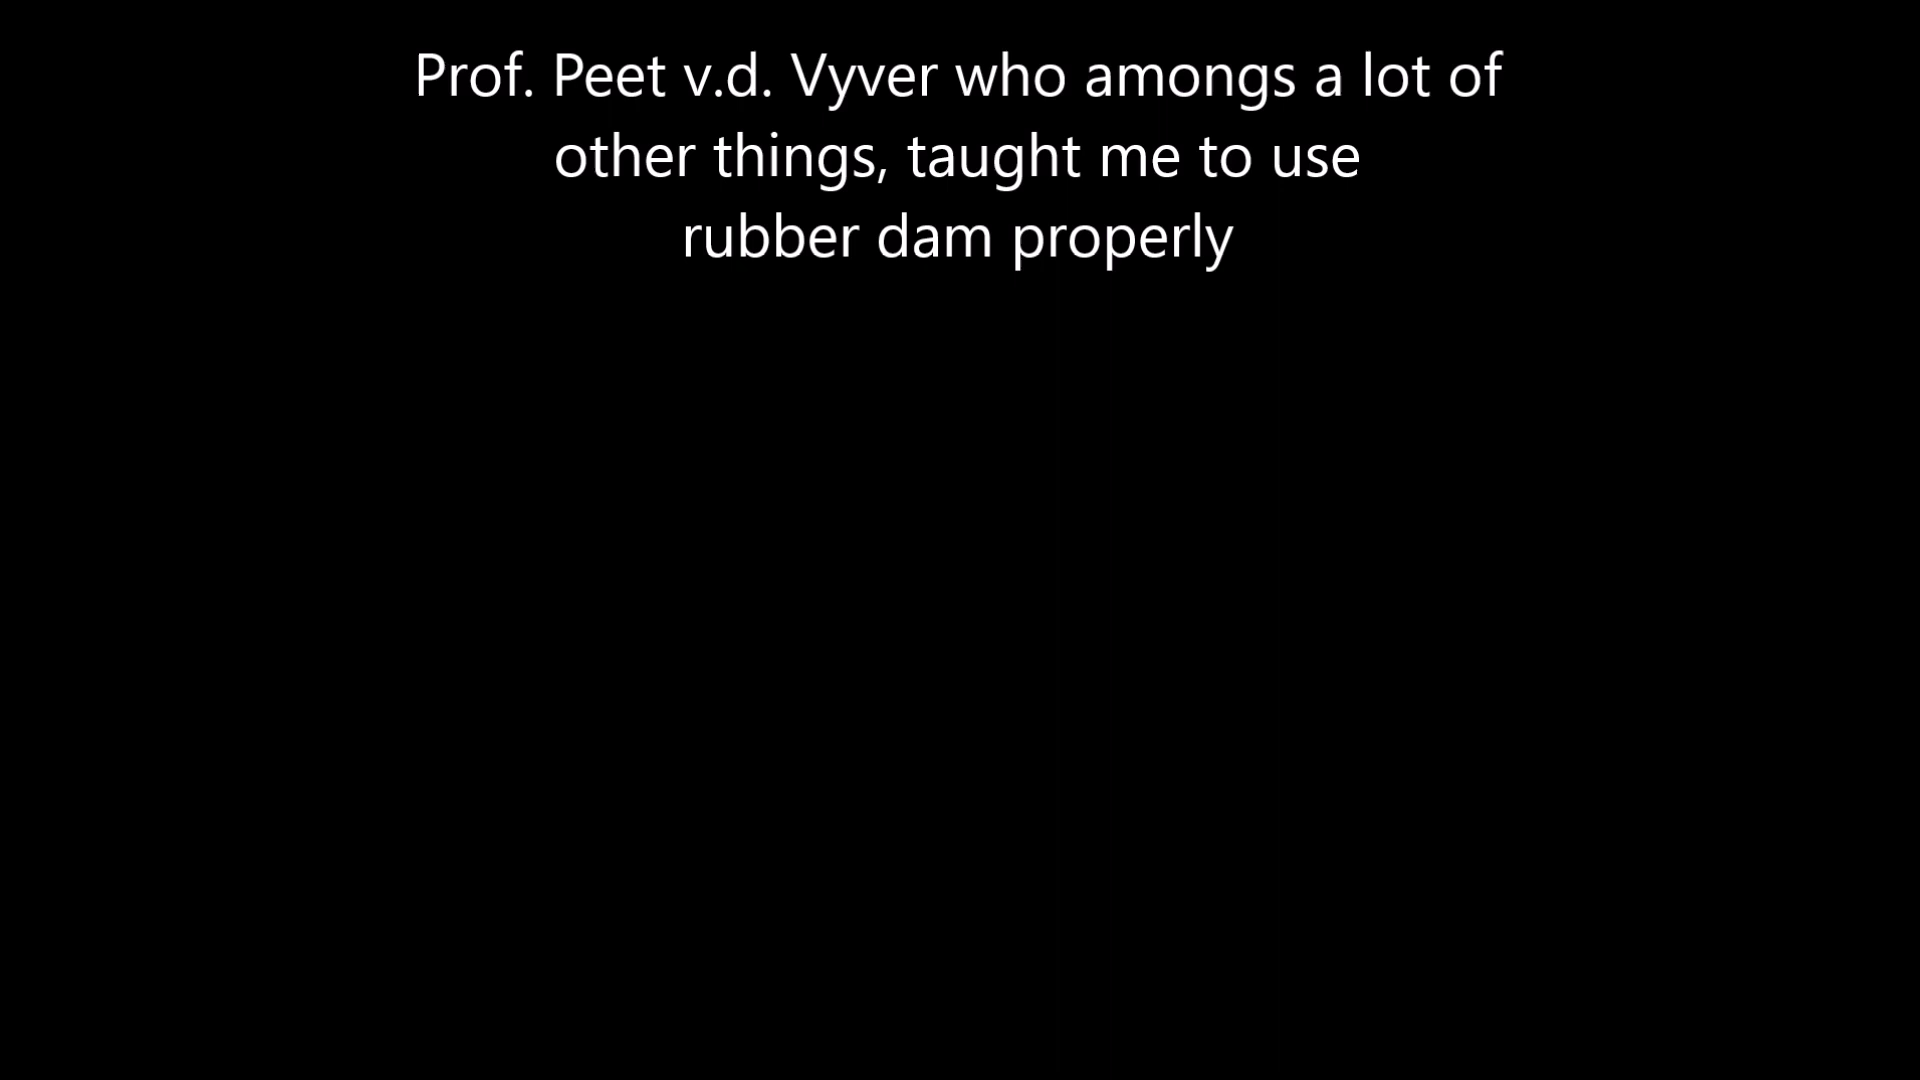 Prof. Peet v.d. Vyver who amongs a lot of
other things, taught me to use
rubber dam properly